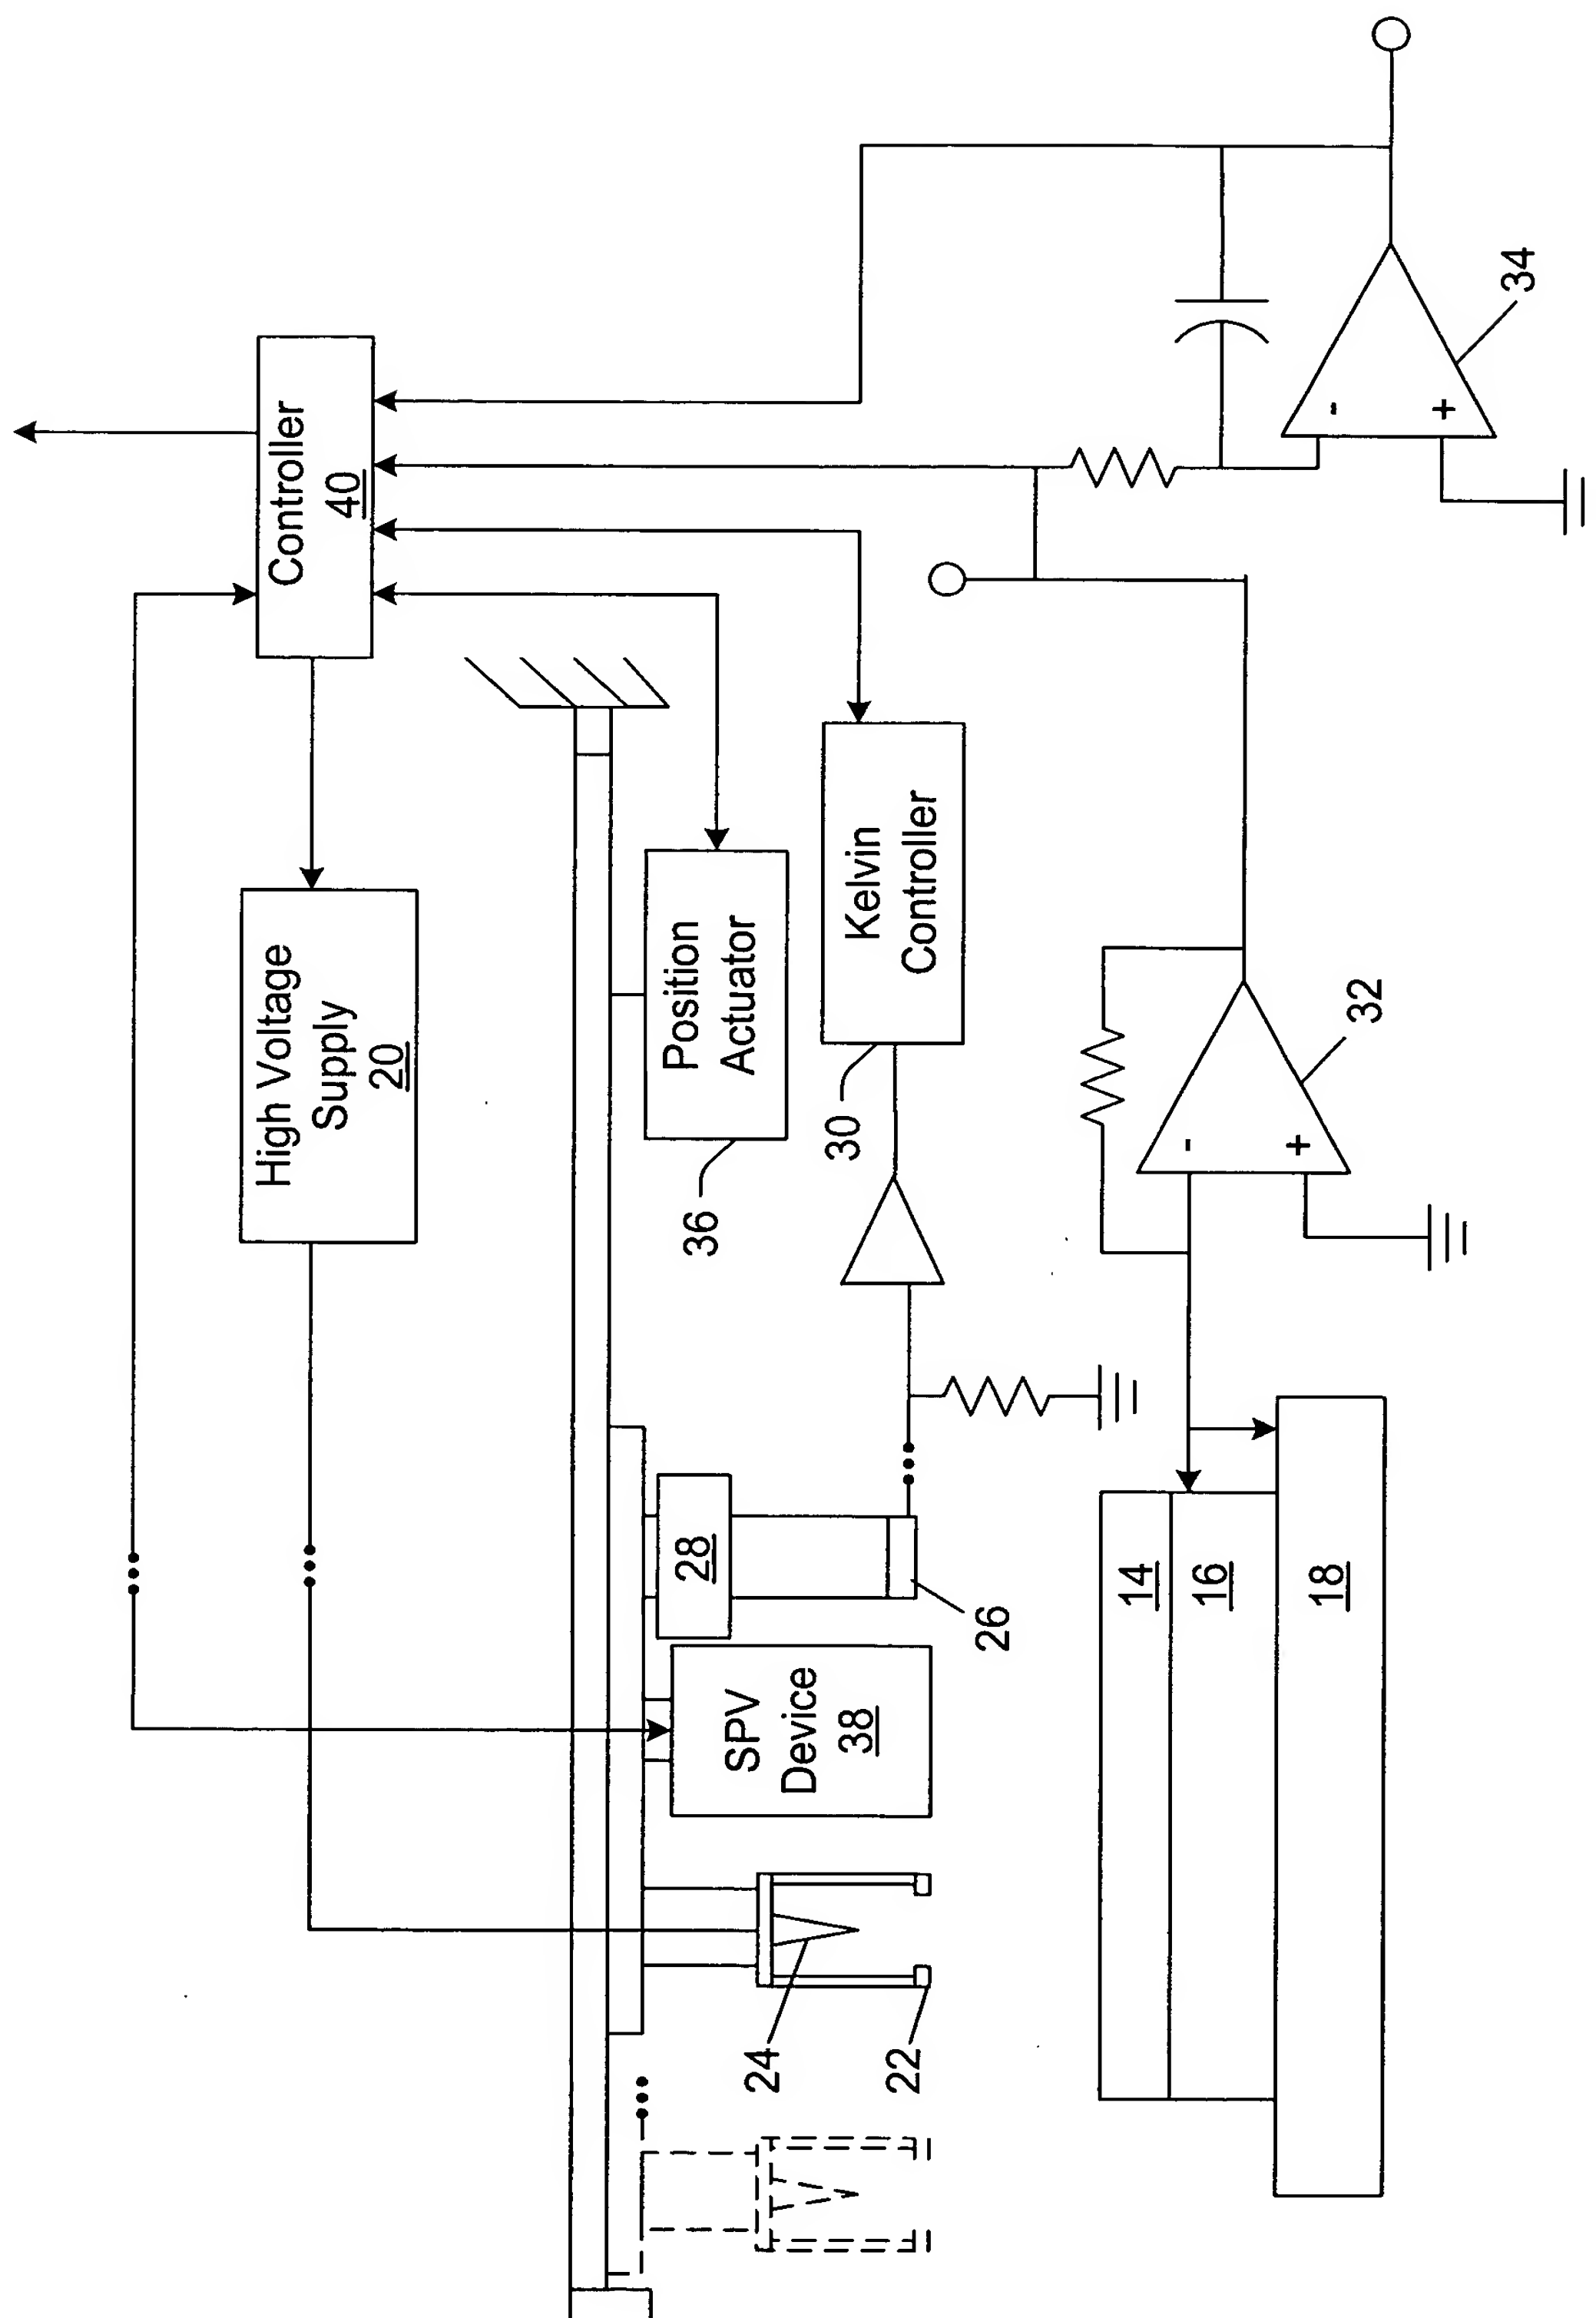 Controller
40
High Voltage
Supply
20
Position
Actuator
36
Kelvin
Controller
30
-
+
34
-
+
32
28
26
SPV
Device
38
24
22
14
16
18